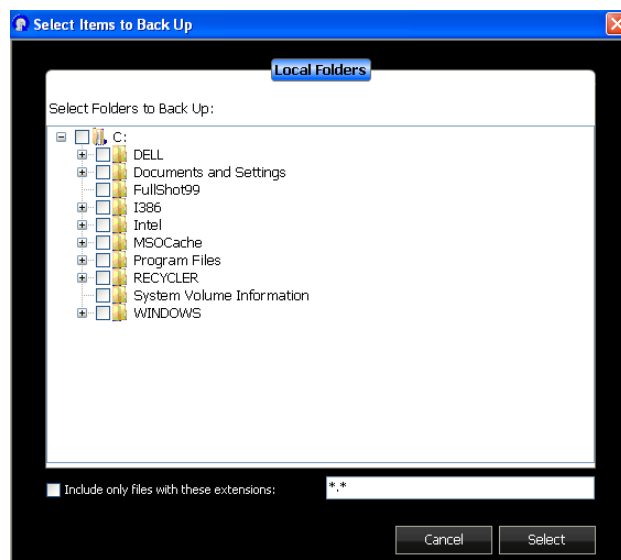 Select Items to Back Up
Local Folders
Select Folders to Back Up:
C:
DELL
Documents and Settings
FullShot99
I386
Intel
MSOCache
Program Files
RECYCLER
System Volume Information
WINDOWS
Include only files with these extensions: *.*
Cancel Select